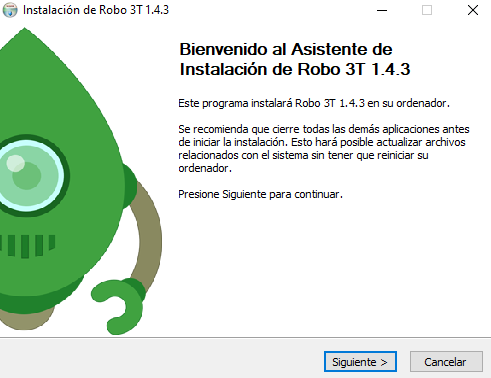 Instalación de Robo 3T 1.4.3
Bienvenido al Asistente de
Instalación de Robo 3T 1.4.3
Este programa instalará Robo 3T 1.4.3 en su ordenador.
Se recomienda que cierre todas las demás aplicaciones antes
de iniciar la instalación. Esto hará posible actualizar archivos
relacionados con el sistema sin tener que reiniciar su
ordenador.
Presione Siguiente para continuar.
Siguiente >
Cancelar